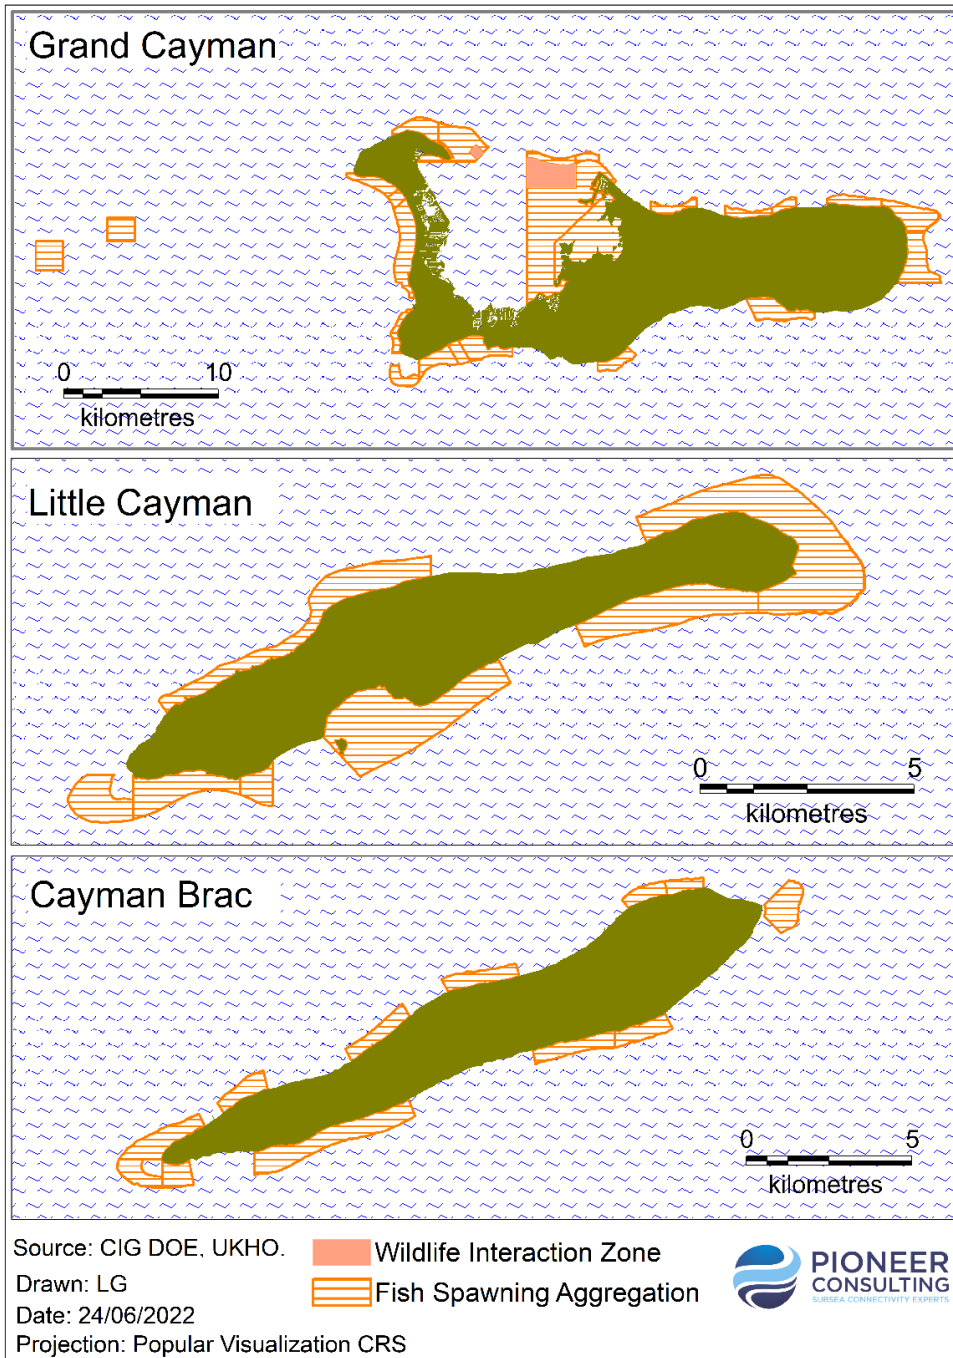 Grand Cayman
0 10
kilometres
Little Cayman
0 5
kilometres
Cayman Brac
0 5
kilometres
Source: CIG DOE, UKHO.
Drawn: LG
Date: 24/06/2022
Projection: Popular Visualization CRS
Wildlife Interaction Zone
Fish Spawning Aggregation
PIONEER
CONSULTING
SUBSEA CONNECTIVITY EXPERTS